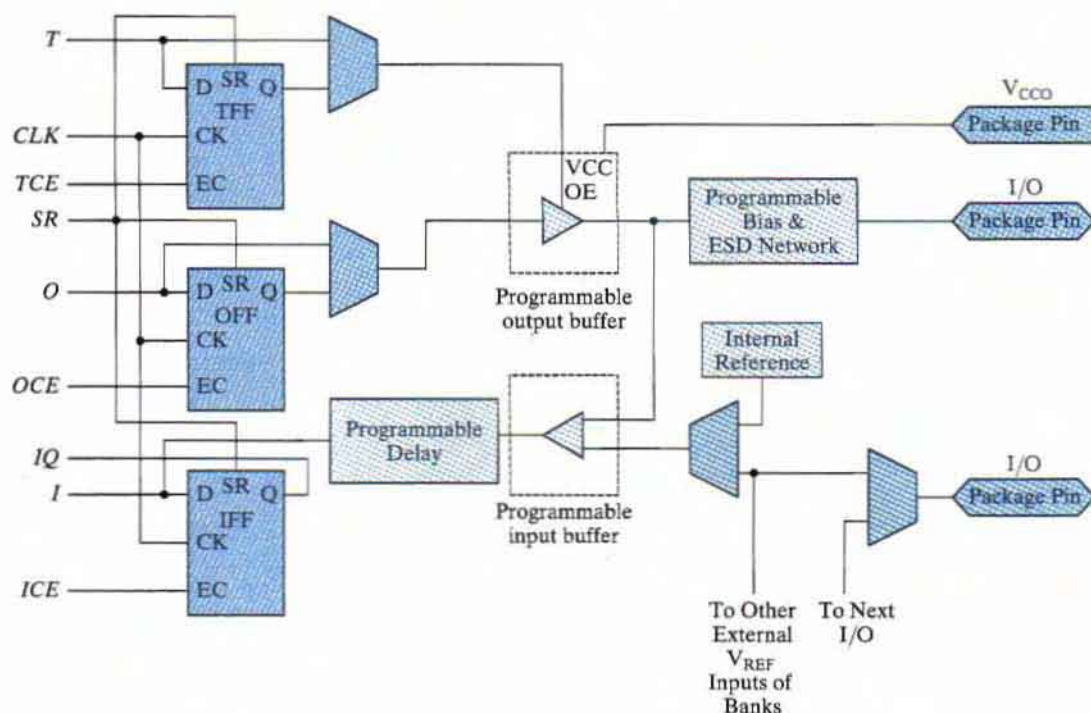 T
CLK
TCE
SR
O
OCE
IQ
I
ICE
D SR Q
TFF
CK
EC
D SR Q
OFF
CK
EC
D SR Q
IFF
CK
EC
VCC
OE
Programmable
output buffer
Programmable
Bias &
ESD Network
VCCO
Package Pin
I/O
Package Pin
Internal
Reference
Programmable
Delay
Programmable
input buffer
I/O
Package Pin
To Other
External
VREF
Inputs of
Banks
To Next
I/O